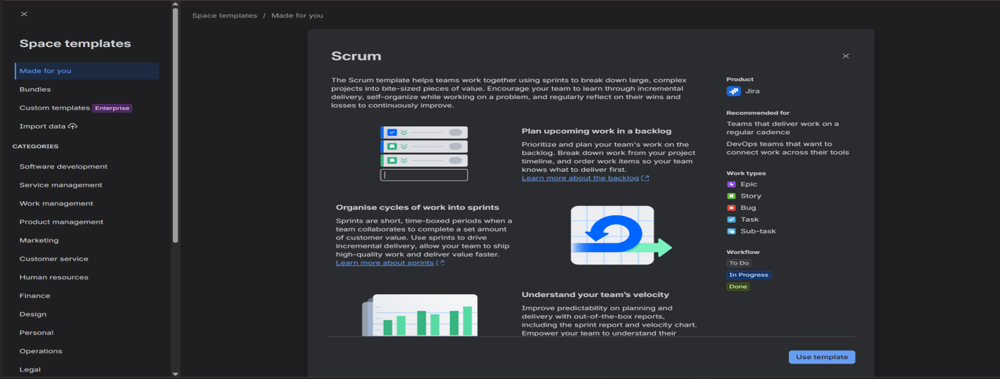 Space templates / Made for you
Space templates
Made for you
Bundles
Custom templates Enterprise
Import data
CATEGORIES
Software development
Service management
Work management
Product management
Marketing
Customer service
Human resources
Finance
Design
Personal
Operations
Legal
Scrum
The Scrum template helps teams work together using sprints to break down large, complex
projects into bite-sized pieces of value. Encourage your team to learn through incremental
delivery, self-organize while working on a problem, and regularly reflect on their wins and
losses to continuously improve.
Plan upcoming work in a backlog
Prioritize and plan your team's work on the
backlog. Break down work from your project
timeline, and order work items so your team
knows what to deliver first.
Learn more about the backlog
Organise cycles of work into sprints
Sprints are short, time-boxed periods when a
team collaborates to complete a set amount
of customer value. Use sprints to drive
incremental delivery, allow your team to ship
high-quality work and deliver value faster.
Learn more about sprints
Understand your team’s velocity
Improve predictability on planning and
delivery with out-of-the-box reports,
including the sprint report and velocity chart.
Empower your team to understand their
Product
Jira
Recommended for
Teams that deliver work on a
regular cadence
DevOps teams that want to
connect work across their tools
Work types
Epic
Story
Bug
Task
Sub-task
Workflow
To Do
In Progress
Done
Use template